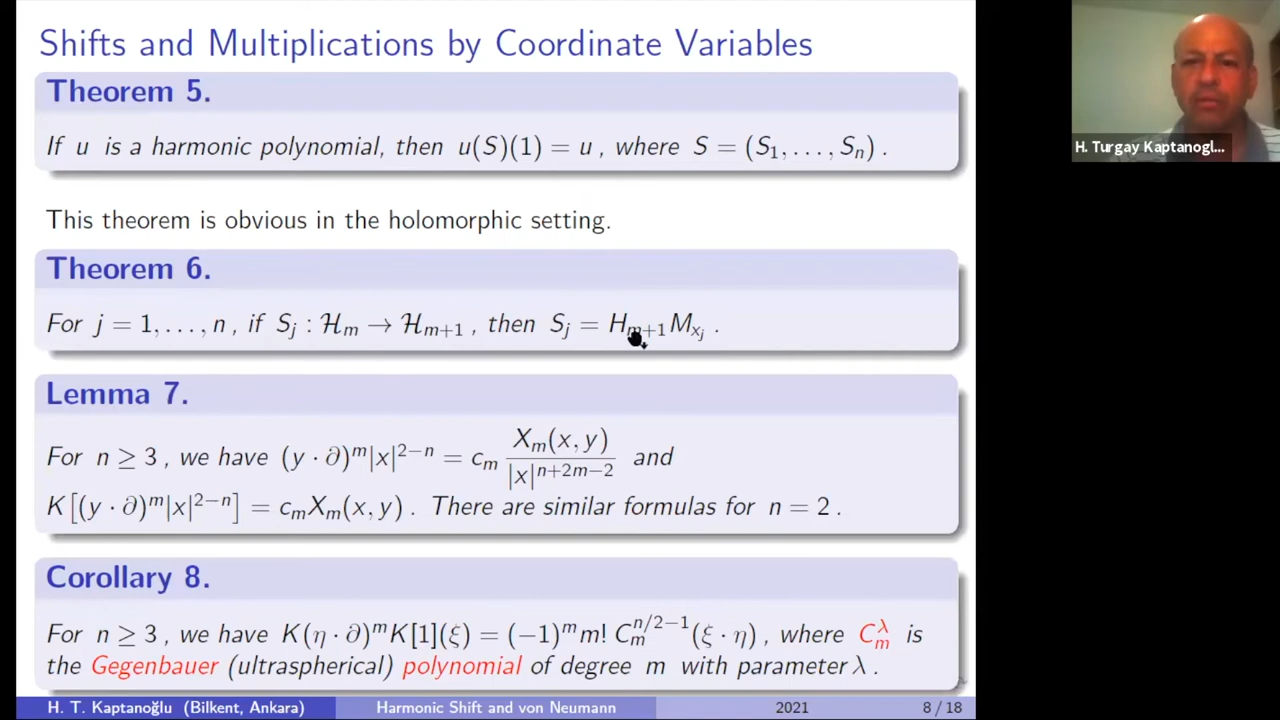 Shifts and Multiplications by Coordinate Variables
Theorem 5.
If u is a harmonic polynomial, then u(S)(1) = u, where S = (S₁, . . . , Sₙ).
This theorem is obvious in the holomorphic setting.
Theorem 6.
For j = 1, . . . , n, if Sⱼ : ℋₘ → ℋₘ₊₁, then Sⱼ = Hₘ₊₁M_{xⱼ}.
Lemma 7.
For n ≥ 3, we have (y · ∂)ᵐ|x|²⁻ⁿ = cₘ Xₘ(x, y) / |x|ⁿ⁺²ᵐ⁻² and
K[(y · ∂)ᵐ|x|²⁻ⁿ] = cₘXₘ(x, y). There are similar formulas for n = 2.
Corollary 8.
For n ≥ 3, we have K(η · ∂)ᵐK[1](ξ) = (−1)ᵐm! Cₘ^{n/2−1}(ξ · η), where Cₘ^λ is
the Gegenbauer (ultraspherical) polynomial of degree m with parameter λ.
H. T. Kaptanoğlu (Bilkent, Ankara) Harmonic Shift and von Neumann 2021 8 / 18
H. Turgay Kaptanogl...